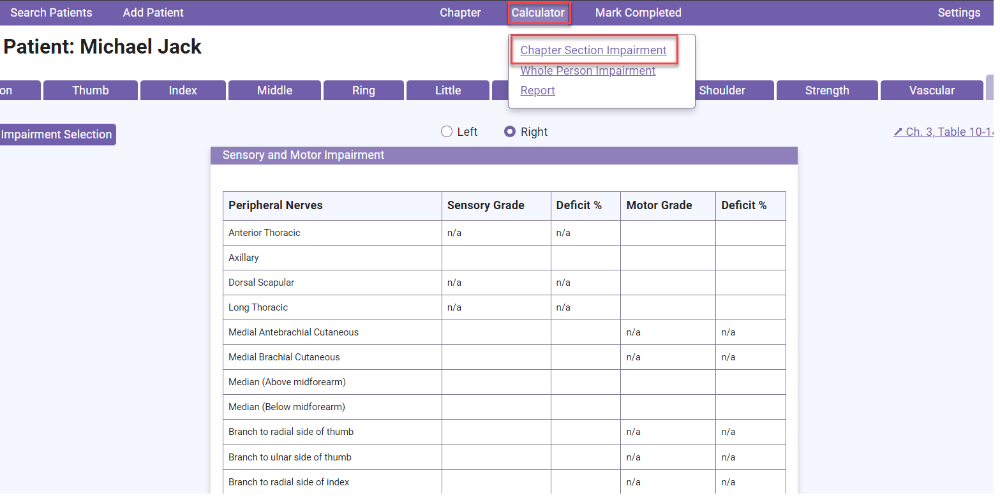 Search Patients Add Patient Chapter Calculator Mark Completed Settings
Patient: Michael Jack
Chapter Section Impairment
Whole Person Impairment
Report
on Thumb Index Middle Ring Little Shoulder Strength Vascular
Impairment Selection Left Right Ch. 3, Table 10-14
Sensory and Motor Impairment
Peripheral Nerves Sensory Grade Deficit % Motor Grade Deficit %
Anterior Thoracic n/a n/a
Axillary
Dorsal Scapular n/a n/a
Long Thoracic n/a n/a
Medial Antebrachial Cutaneous n/a n/a
Medial Brachial Cutaneous n/a n/a
Median (Above midforearm)
Median (Below midforearm)
Branch to radial side of thumb n/a n/a
Branch to ulnar side of thumb n/a n/a
Branch to radial side of index n/a n/a